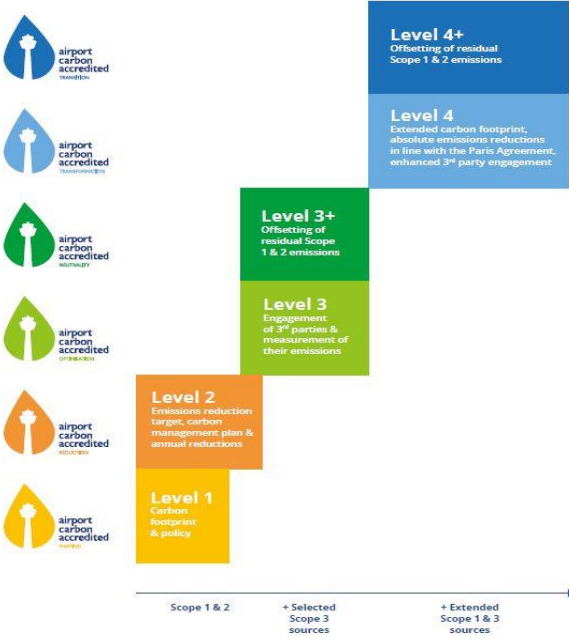 airport
carbon
accredited
TRANSITION
Level 4+
Offsetting of residual
Scope 1 & 2 emissions
airport
carbon
accredited
TRANSFORMATION
Level 4
Extended carbon footprint,
absolute emissions reductions
in line with the Paris Agreement,
enhanced 3rd party engagement
airport
carbon
accredited
NEUTRALITY
Level 3+
Offsetting of
residual Scope
1 & 2 emissions
airport
carbon
accredited
OPTIMISATION
Level 3
Engagement
of 3rd parties &
measurement of
their emissions
airport
carbon
accredited
REDUCTION
Level 2
Emissions reduction
target, carbon
management plan &
annual reductions
airport
carbon
accredited
MAPPING
Level 1
Carbon
footprint
& policy
Scope 1 & 2
+ Selected
Scope 3
sources
+ Extended
Scope 1 & 3
sources